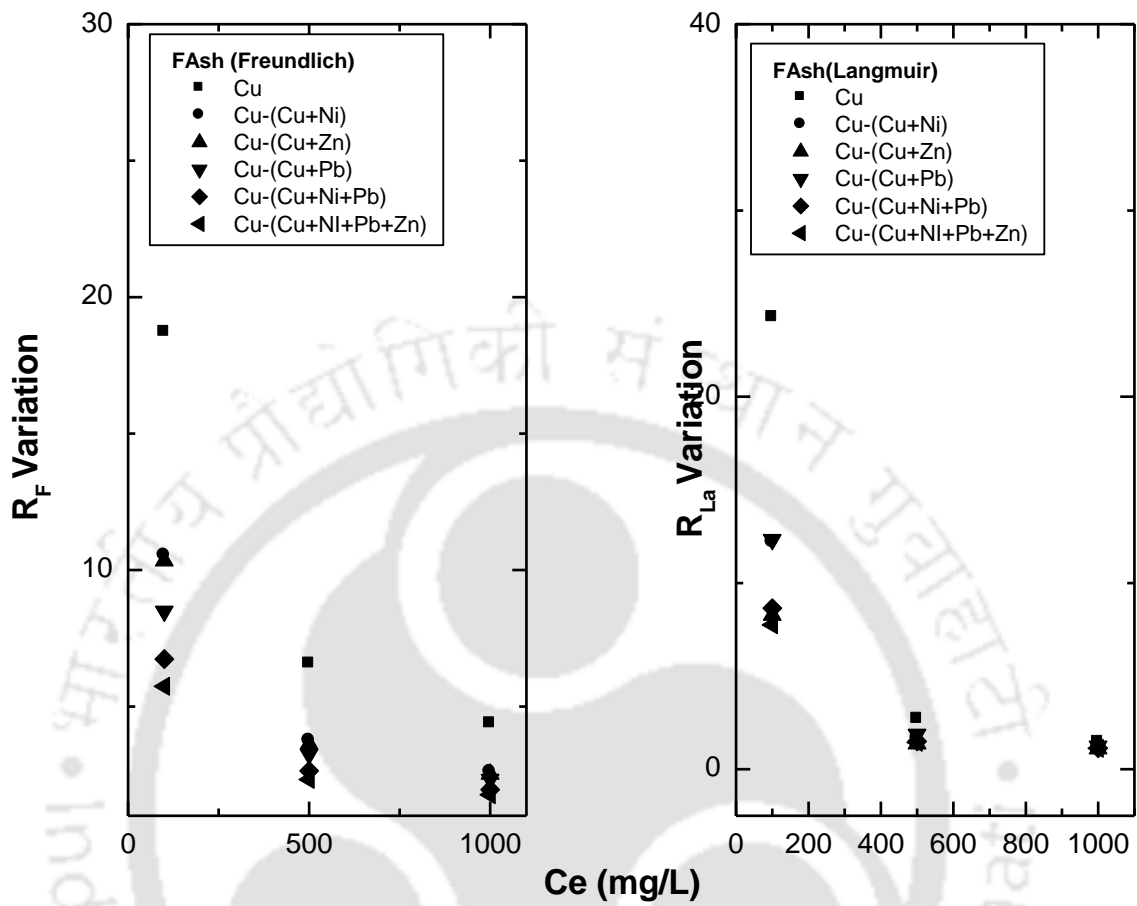 30
20
10
0
500
1000
R_F Variation
FAsh (Freundlich)
Cu
Cu-(Cu+Ni)
Cu-(Cu+Zn)
Cu-(Cu+Pb)
Cu-(Cu+Ni+Pb)
Cu-(Cu+NI+Pb+Zn)
40
20
0
0 200 400 600 800 1000
R_La Variation
FAsh(Langmuir)
Cu
Cu-(Cu+Ni)
Cu-(Cu+Zn)
Cu-(Cu+Pb)
Cu-(Cu+Ni+Pb)
Cu-(Cu+NI+Pb+Zn)
Ce (mg/L)